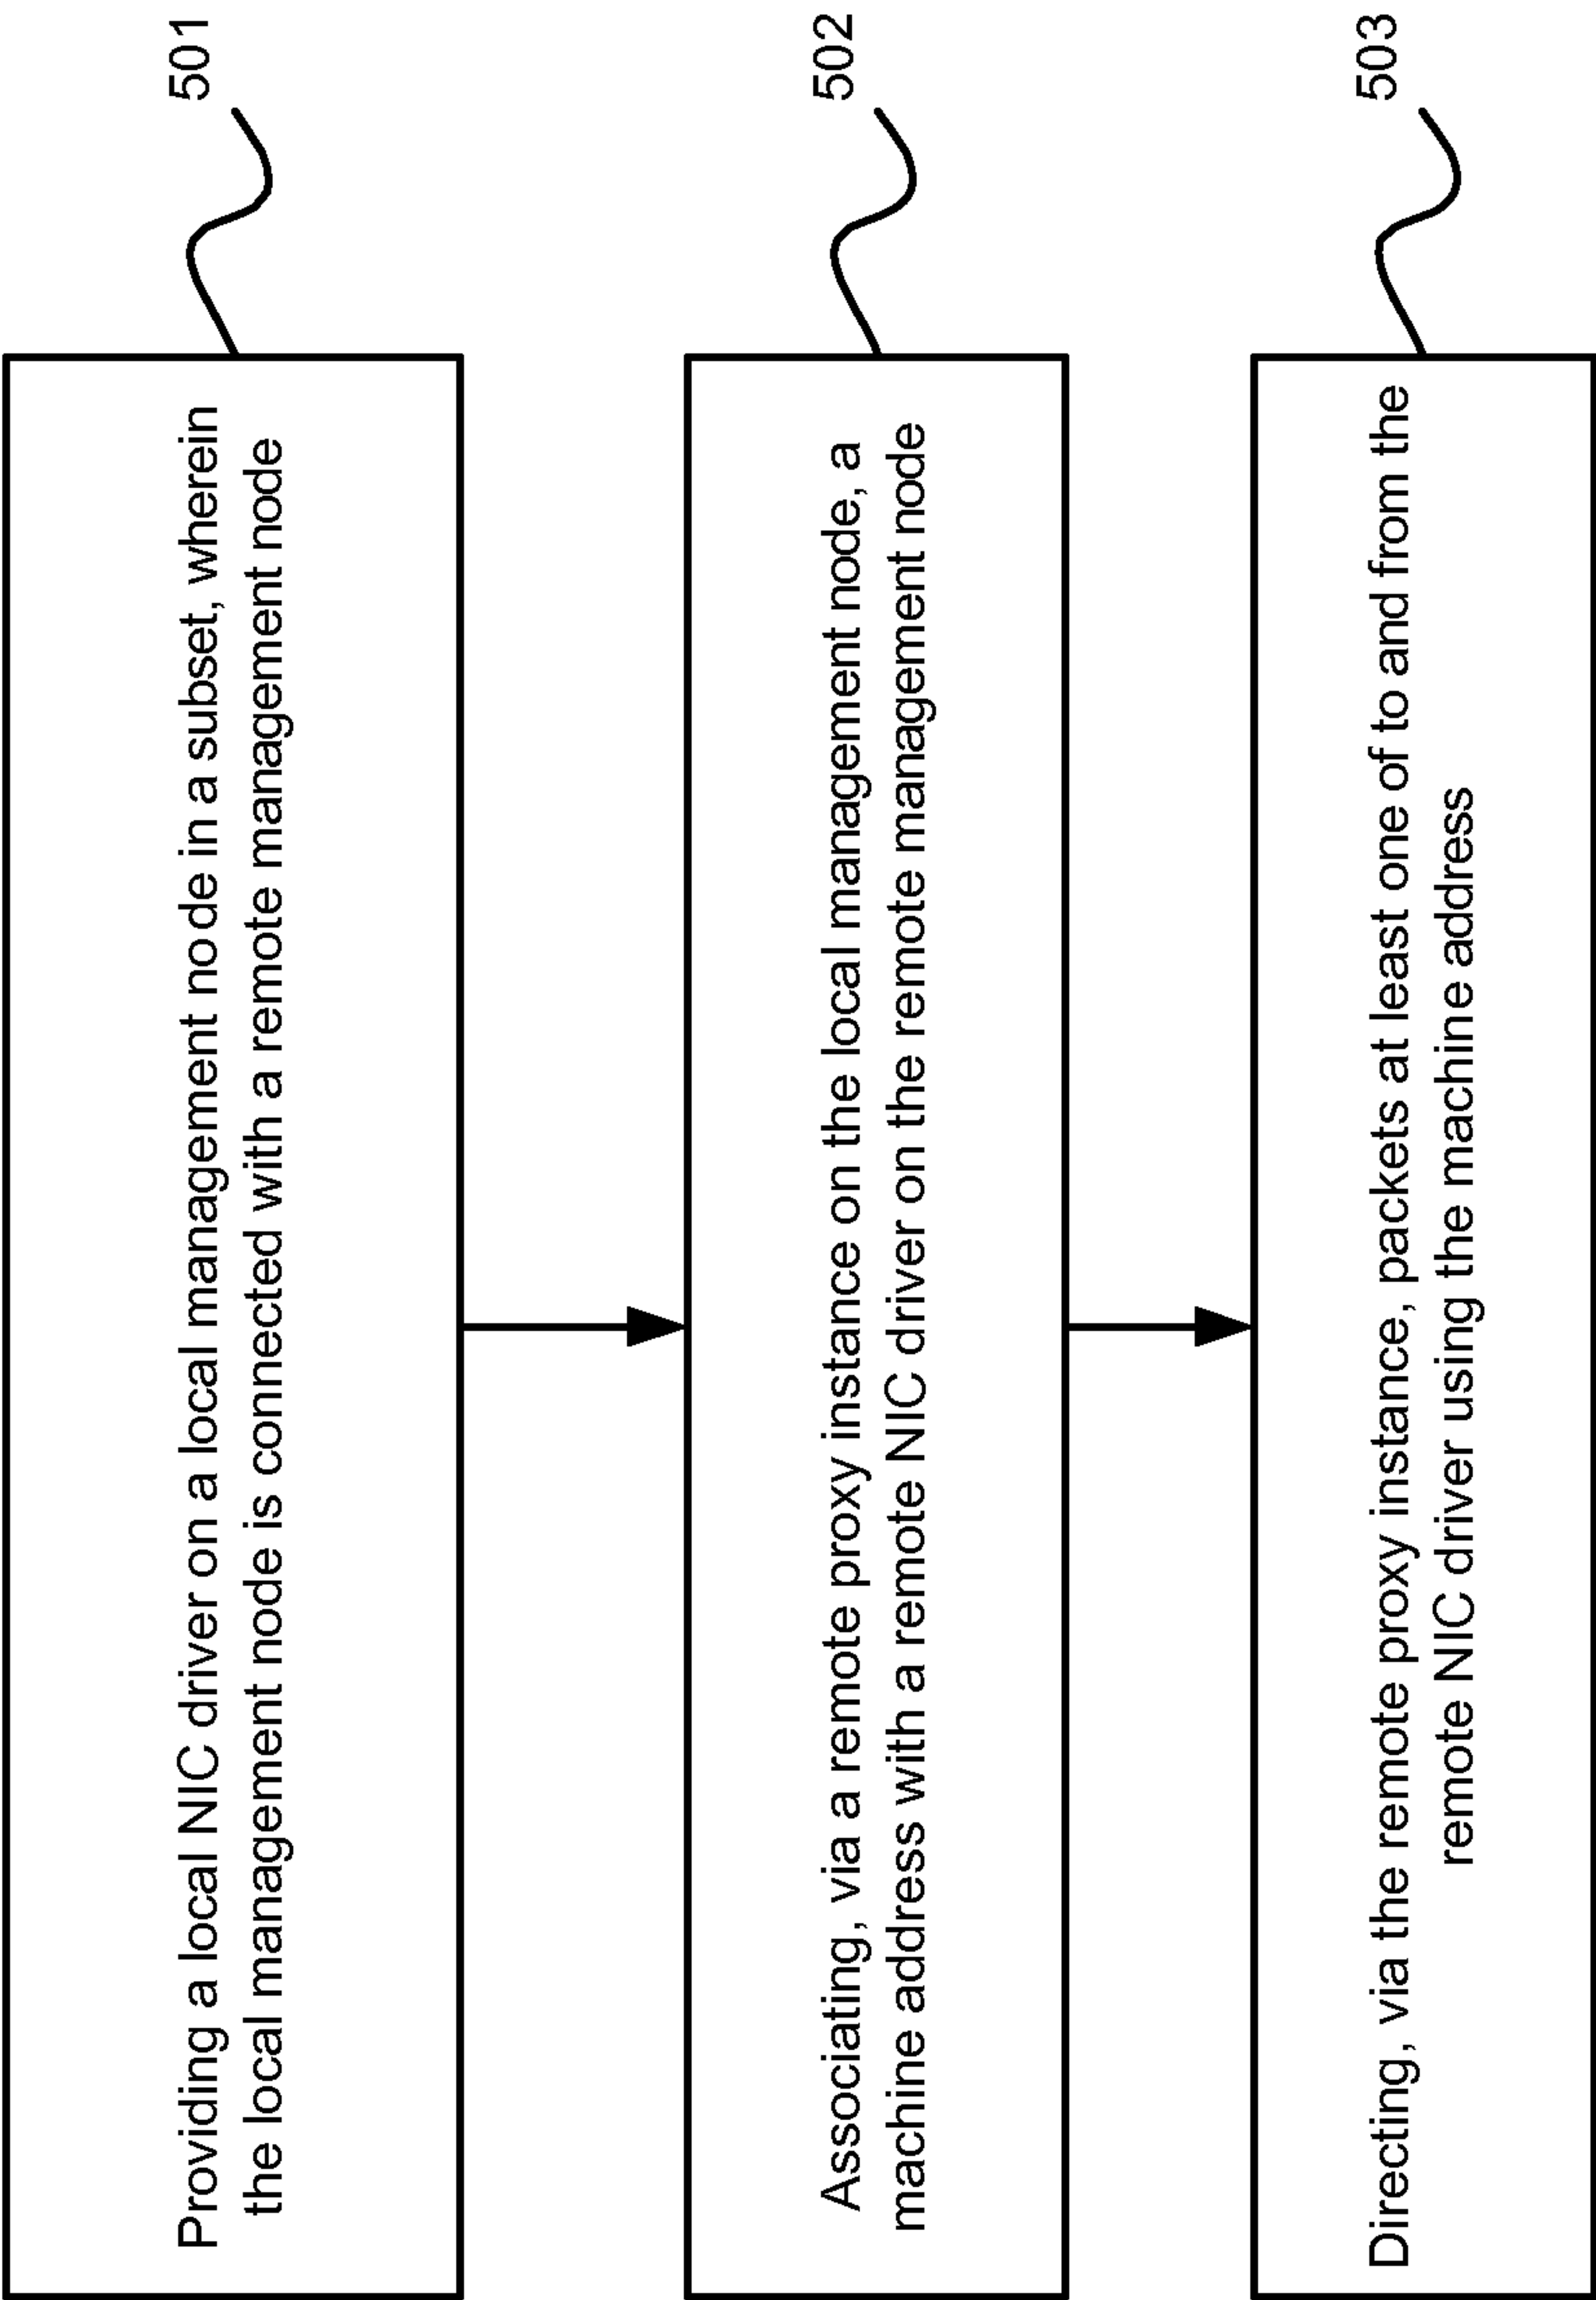 Providing a local NIC driver on a local management node in a subset, wherein
the local management node is connected with a remote management node
501
Associating, via a remote proxy instance on the local management node, a
machine address with a remote NIC driver on the remote management node
502
Directing, via the remote proxy instance, packets at least one of to and from the
remote NIC driver using the machine address
503